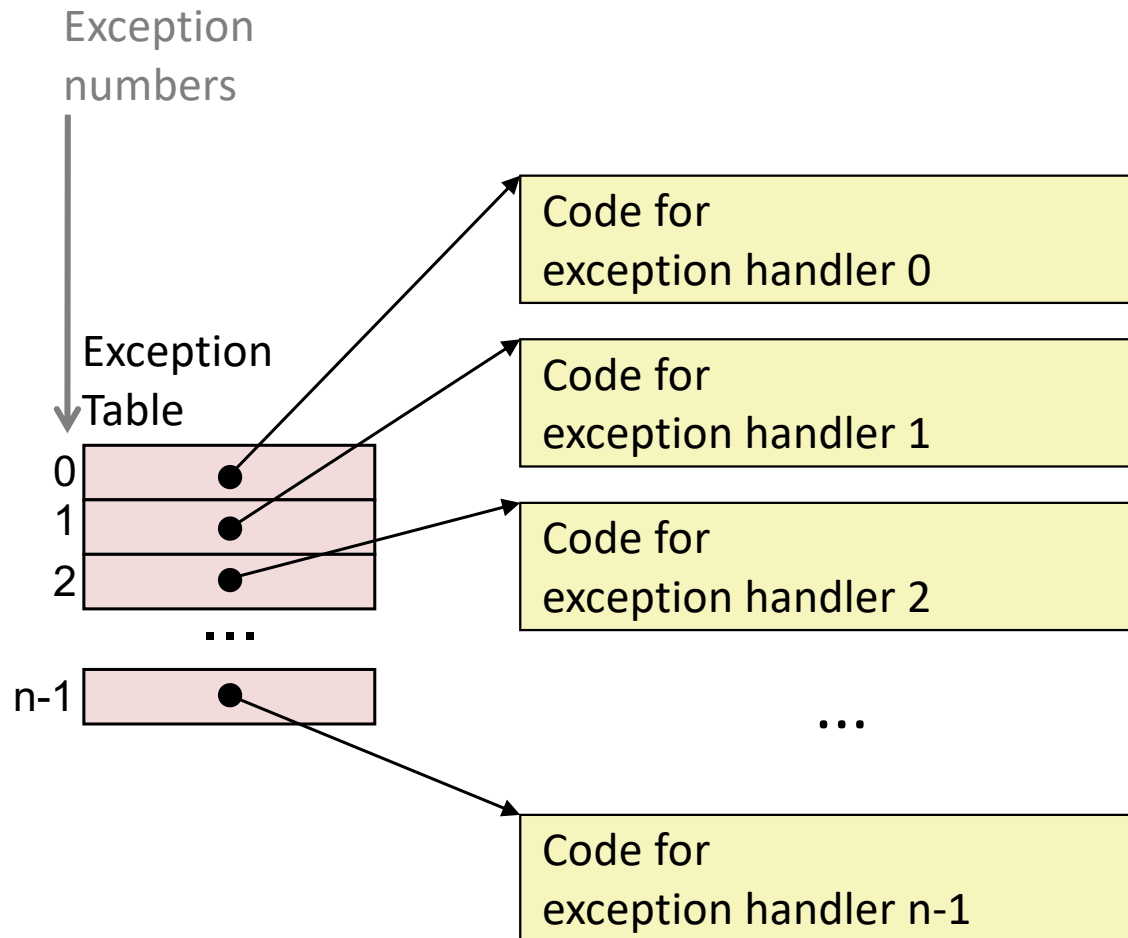 Exception
numbers
Code for
exception handler 0
Exception
Table
Code for
exception handler 1
0
1
2
Code for
exception handler 2
...
n-1
...
Code for
exception handler n-1